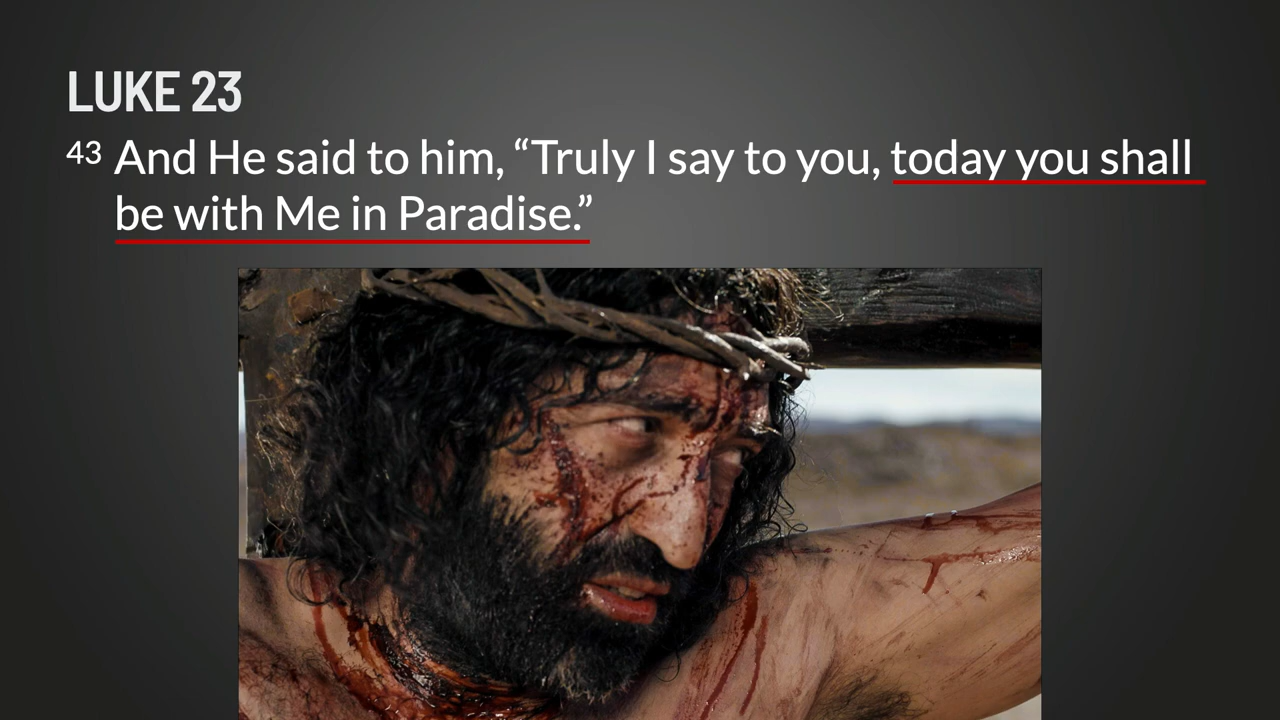 LUKE 23
43 And He said to him, “Truly I say to you, today you shall
be with Me in Paradise.”